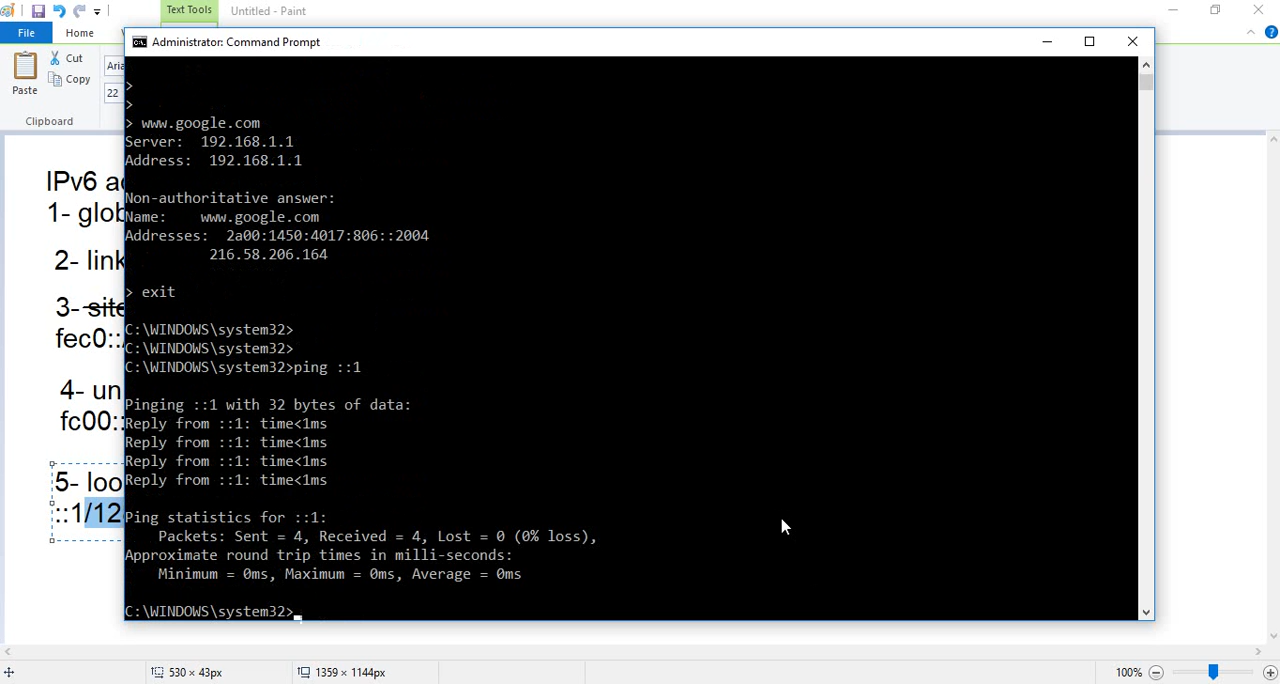 Text Tools
Untitled - Paint
File
Home
Administrator: Command Prompt
Paste
Cut
Copy
22
Clipboard
>
>
> www.google.com
Server:  192.168.1.1
Address:  192.168.1.1
Non-authoritative answer:
Name:    www.google.com
Addresses:  2a00:1450:4017:806::2004
216.58.206.164
> exit
C:\WINDOWS\system32>
C:\WINDOWS\system32>
C:\WINDOWS\system32>ping ::1
Pinging ::1 with 32 bytes of data:
Reply from ::1: time<1ms
Reply from ::1: time<1ms
Reply from ::1: time<1ms
Reply from ::1: time<1ms
Ping statistics for ::1:
Packets: Sent = 4, Received = 4, Lost = 0 (0% loss),
Approximate round trip times in milli-seconds:
Minimum = 0ms, Maximum = 0ms, Average = 0ms
C:\WINDOWS\system32>
IPv6
1- glob
2- link
3- site
fec0::/
4- un
fc00::
5- loo
::1/12
530 × 43px
1359 × 1144px
100%